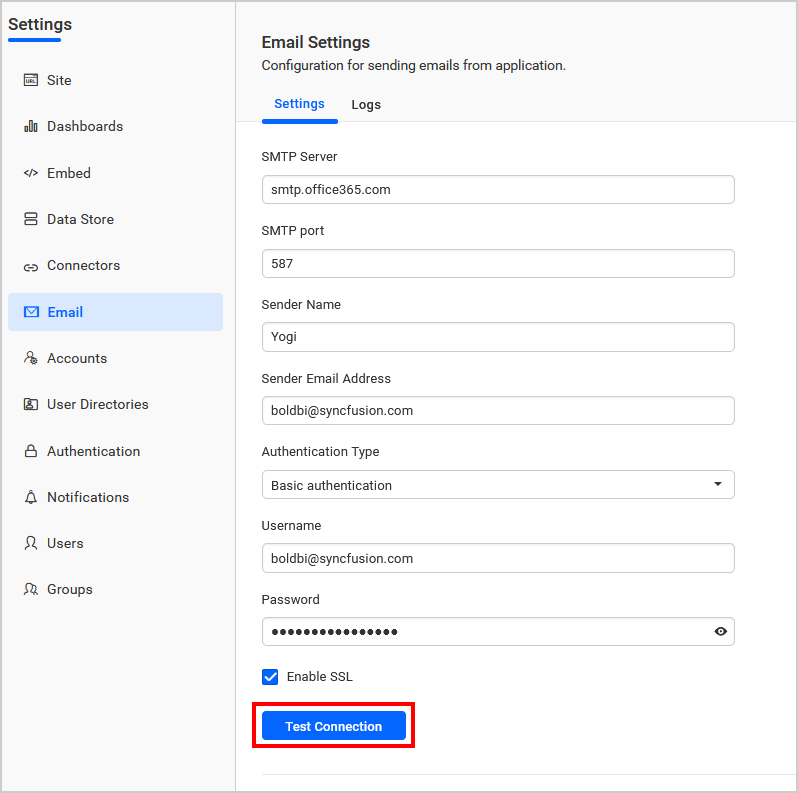 Settings
Site
Dashboards
Embed
Data Store
Connectors
Email
Accounts
User Directories
Authentication
Notifications
Users
Groups
Email Settings
Configuration for sending emails from application.
Settings Logs
SMTP Server
smtp.office365.com
SMTP port
587
Sender Name
Yogi
Sender Email Address
boldbi@syncfusion.com
Authentication Type
Basic authentication
Username
boldbi@syncfusion.com
Password
●●●●●●●●●●●●●●●●
Enable SSL
Test Connection